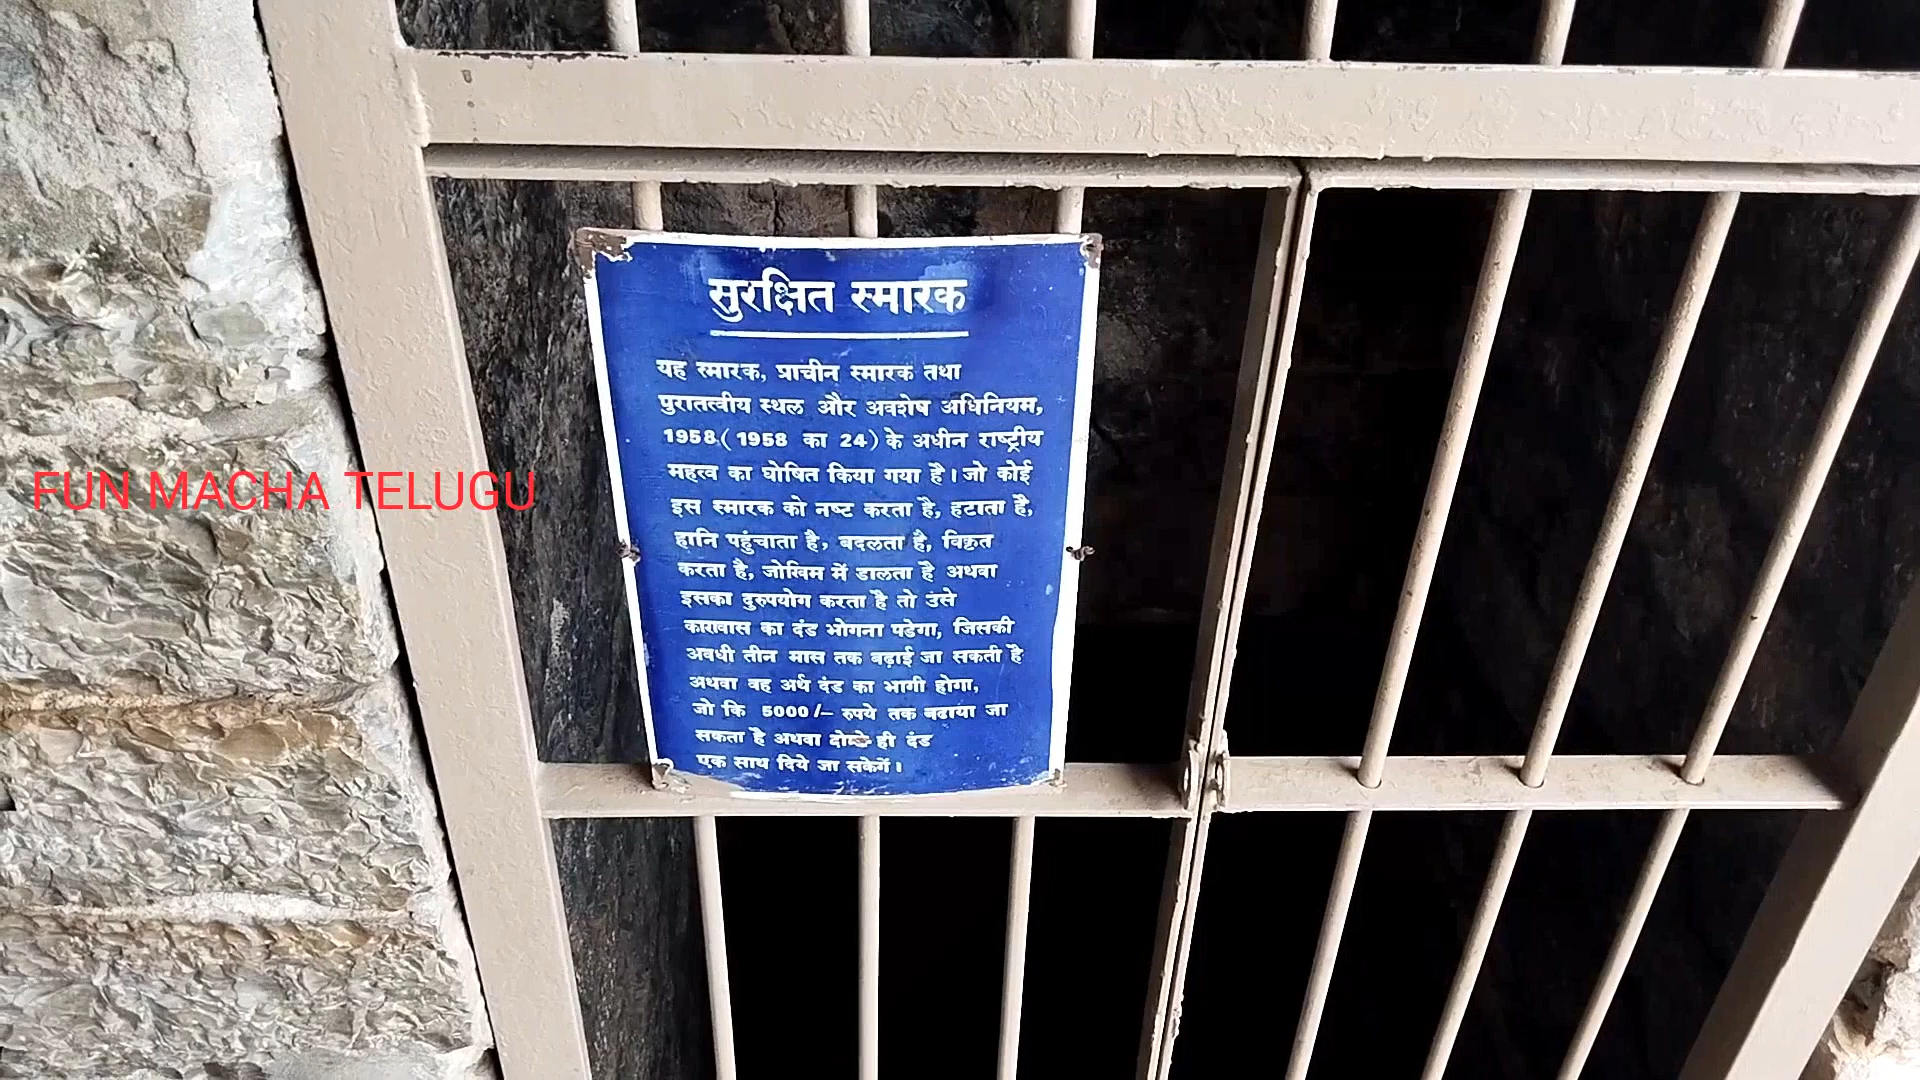 सुरक्षित स्मारक
यह स्मारक, प्राचीन स्मारक तथा
पुरातत्वीय स्थल और अवशेष अधिनियम,
1958 (1958 का 24) के अधीन राष्ट्रीय
महत्व का घोषित किया गया है। जो कोई
FUN MACHA TELUGU
इस स्मारक को नष्ट करता है, हटाता है,
हानि पहुंचाता है, बदलता है, विकृत
करता है, जोखिम में डालता है अथवा
इसका दुरुपयोग करता है तो उसे
कारावास का दंड भोगना पडेगा, जिसकी
अवधी तीन मास तक बढ़ाई जा सकती है
अथवा वह अर्थ दंड का भागी होगा,
जो कि 5000/- रुपये तक बढाया जा
सकता है अथवा ही दंड
एक साथ दिये जा सकेगें।